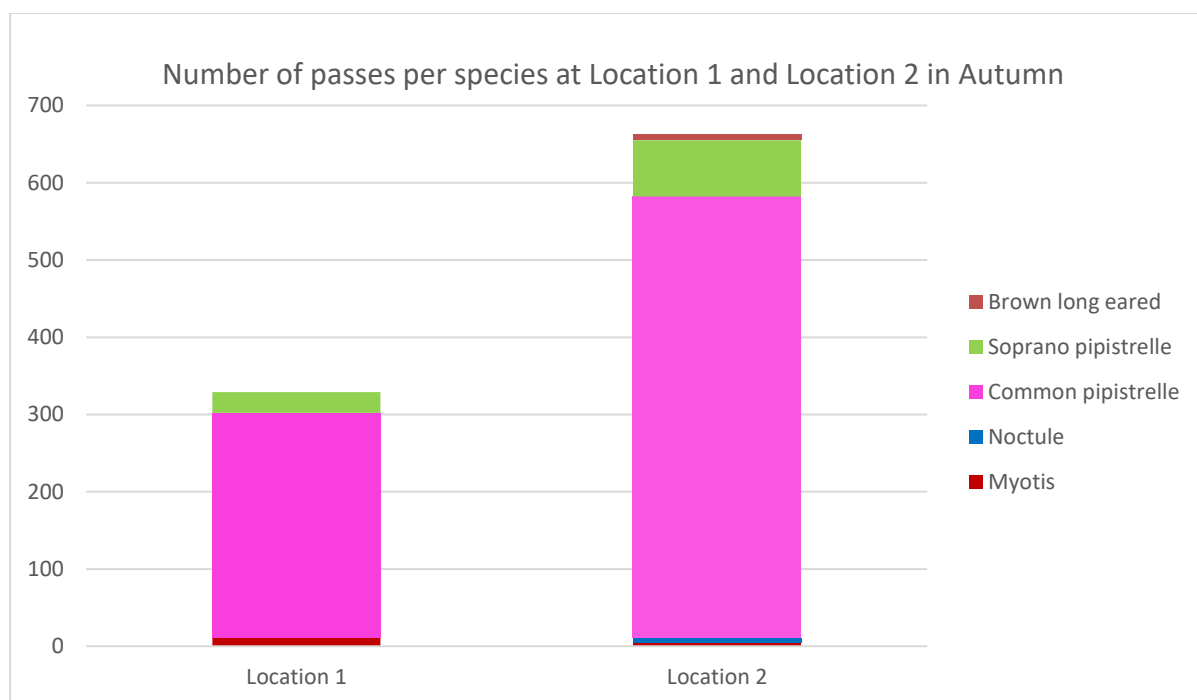 Number of passes per species at Location 1 and Location 2 in Autumn
700
600
500
400
300
200
100
0
Location 1
Location 2
Brown long eared
Soprano pipistrelle
Common pipistrelle
Noctule
Myotis